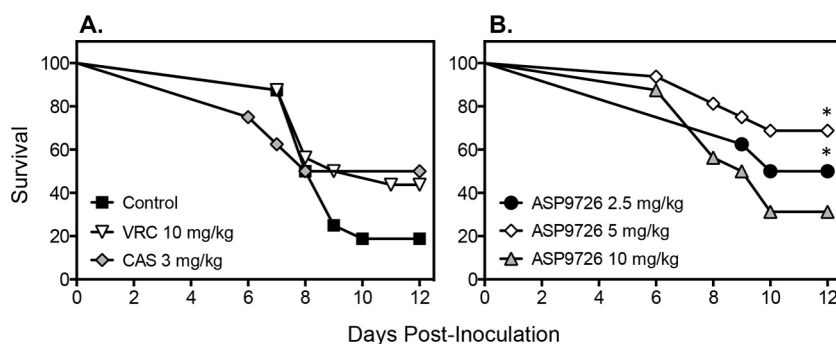 A.
B.
Survival
100
80
60
40
20
0
Control
VRC 10 mg/kg
CAS 3 mg/kg
0 2 4 6 8 10 12
100
80
60
40
20
0
*
*
ASP9726 2.5 mg/kg
ASP9726 5 mg/kg
ASP9726 10 mg/kg
0 2 4 6 8 10 12
Days Post-Inoculation